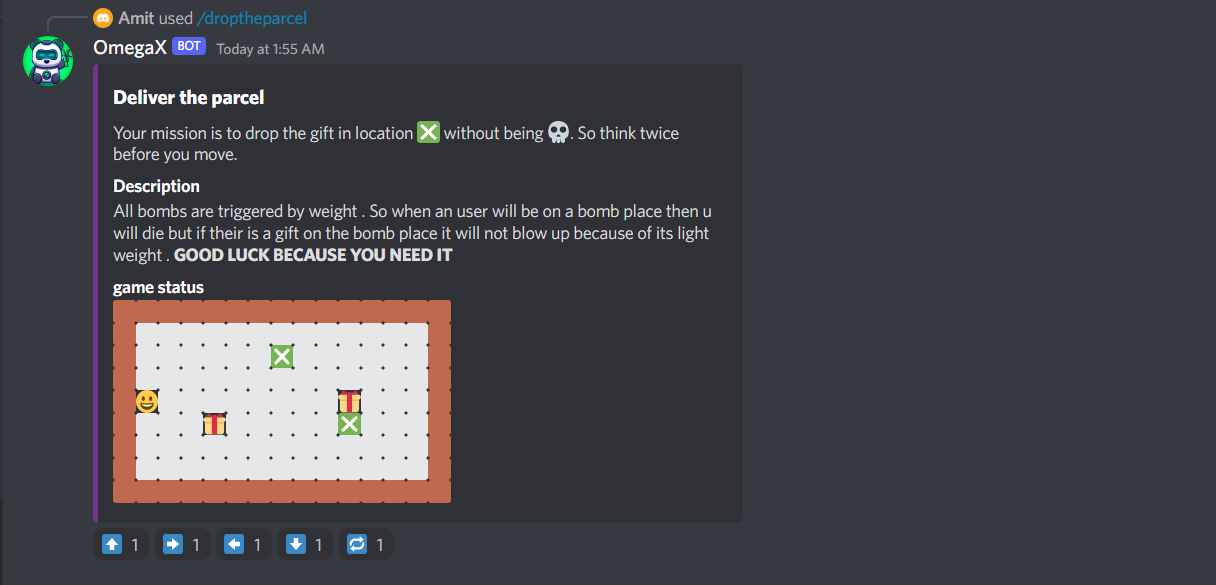 Amit used /droptheparcel
OmegaX BOT Today at 1:55 AM
Deliver the parcel
Your mission is to drop the gift in location ❎ without being 💀. So think twice
before you move.
Description
All bombs are triggered by weight . So when an user will be on a bomb place then u
will die but if their is a gift on the bomb place it will not blow up because of its light
weight . GOOD LUCK BECAUSE YOU NEED IT
game status
1 1 1 1 1